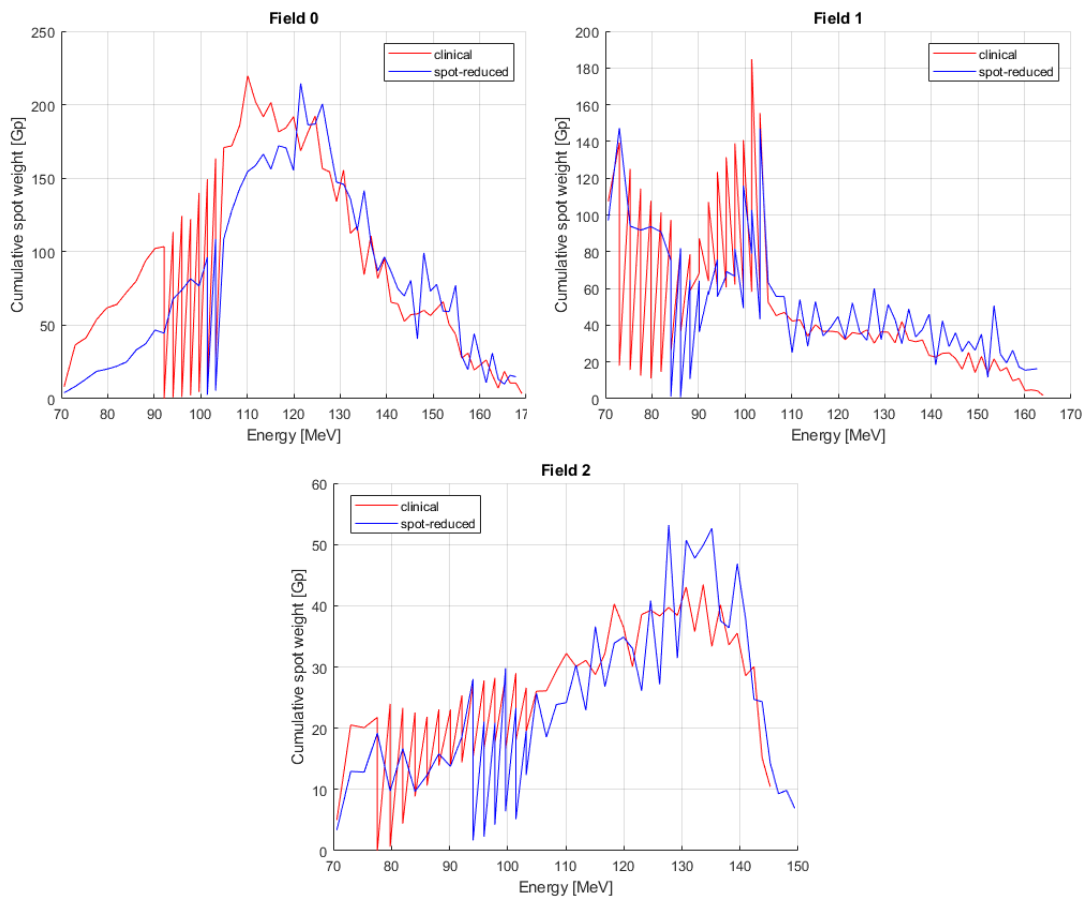 Field 0
250
200
150
100
50
0
Cumulative spot weight [Gp]
clinical
spot-reduced
70 80 90 100 110 120 130 140 150 160 17
Energy [MeV]
Field 1
200
180
160
140
120
100
80
60
40
20
0
Cumulative spot weight [Gp]
clinical
spot-reduced
70 80 90 100 110 120 130 140 150 160 170
Energy [MeV]
Field 2
60
50
40
30
20
10
0
Cumulative spot weight [Gp]
clinical
spot-reduced
70 80 90 100 110 120 130 140 150
Energy [MeV]